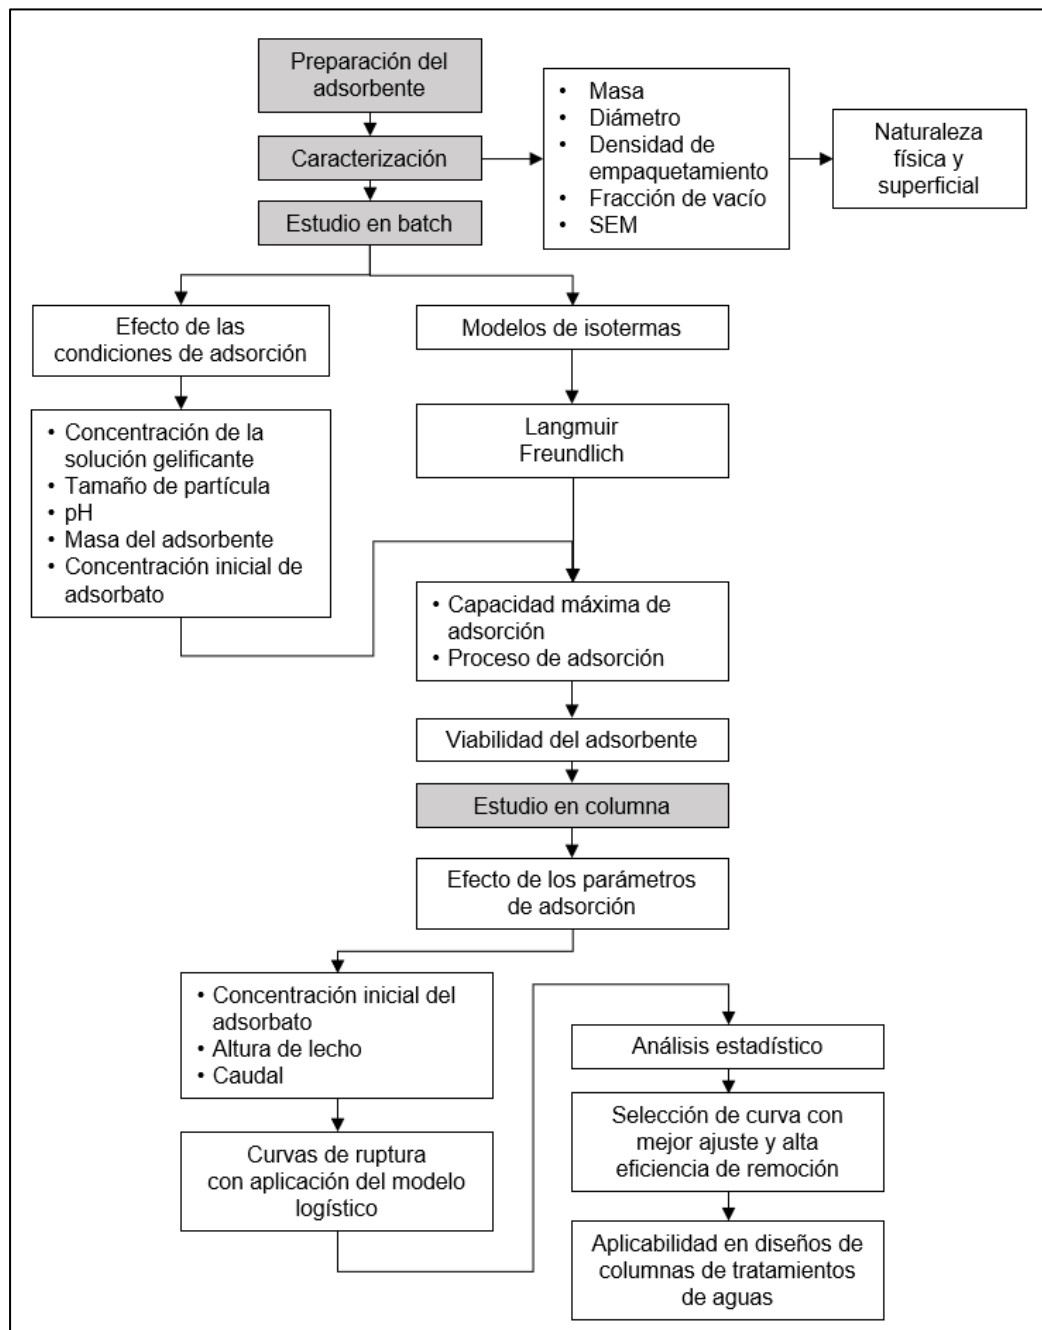 Preparación del
adsorbente
Caracterización
• Masa
• Diámetro
• Densidad de
empaquetamiento
• Fracción de vacío
• SEM
Naturaleza
física y
superficial
Estudio en batch
Efecto de las
condiciones de adsorción
Modelos de isotermas
• Concentración de la
solución gelificante
• Tamaño de partícula
• pH
• Masa del adsorbente
• Concentración inicial de
adsorbato
Langmuir
Freundlich
• Capacidad máxima de
adsorción
• Proceso de adsorción
Viabilidad del adsorbente
Estudio en columna
Efecto de los parámetros
de adsorción
• Concentración inicial del
adsorbato
• Altura de lecho
• Caudal
Curvas de ruptura
con aplicación del modelo
logístico
Análisis estadístico
Selección de curva con
mejor ajuste y alta
eficiencia de remoción
Aplicabilidad en diseños de
columnas de tratamientos
de aguas